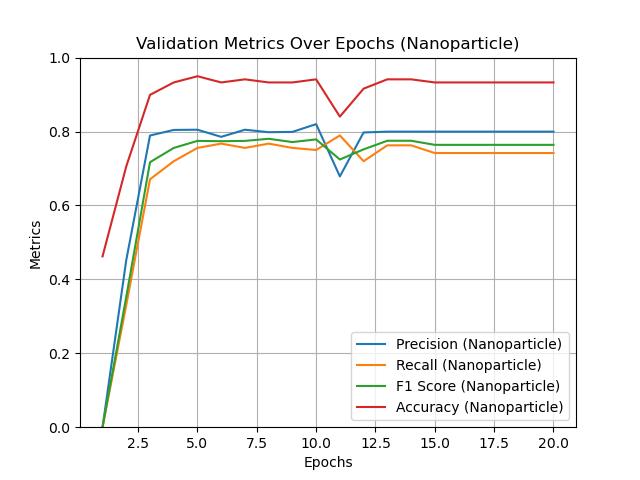 Validation Metrics Over Epochs (Nanoparticle)
1.0
0.8
0.6
0.4
0.2
0.0
Metrics
Precision (Nanoparticle)
Recall (Nanoparticle)
F1 Score (Nanoparticle)
Accuracy (Nanoparticle)
2.5 5.0 7.5 10.0 12.5 15.0 17.5 20.0
Epochs